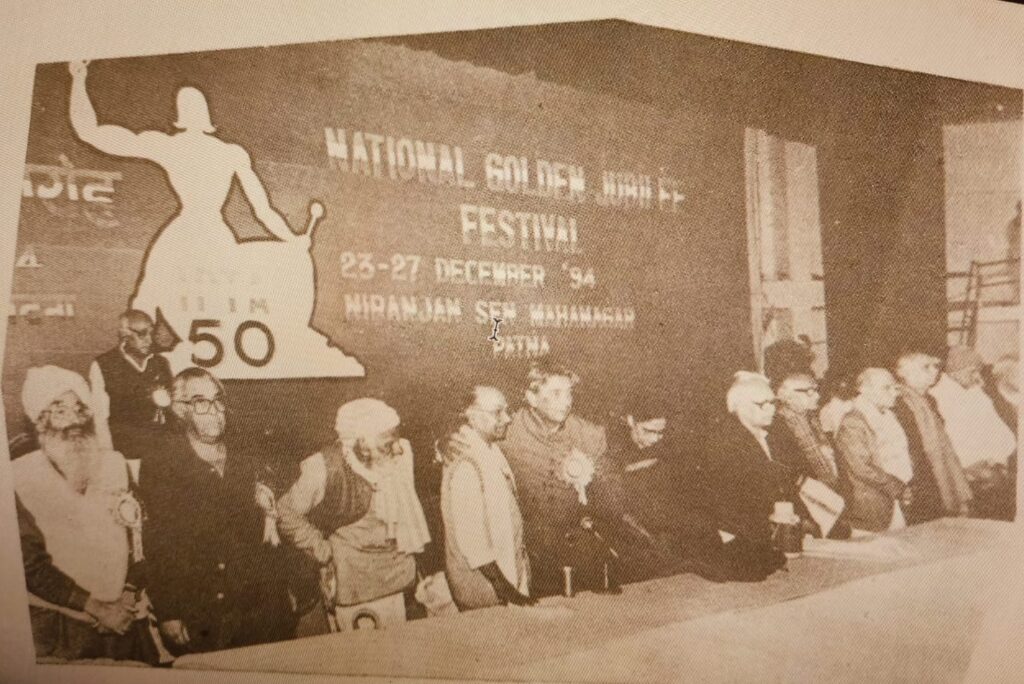 NATIONAL GOLDEN JUBILEE
FESTIVAL
23-27 DECEMBER '94
NIRANJAN SEN MAHANAGAR
PATNA
50